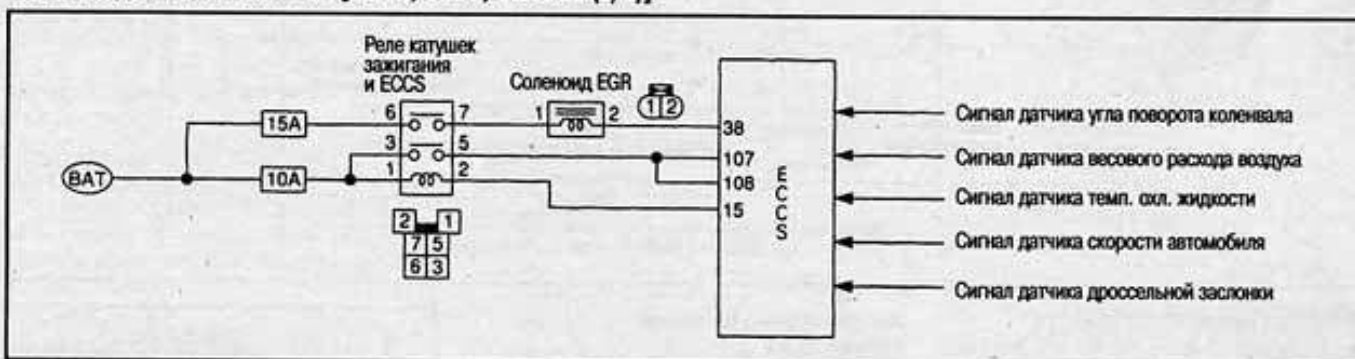 Реле катушек
зажигания
и ECCS
Соленоид EGR
15A
10A
BAT
6 7
3 5
1 2
1 2
1 2
2 1
7 5
6 3
38
107
108
15
ECCS
Сигнал датчика угла поворота коленвала
Сигнал датчика весового расхода воздуха
Сигнал датчика темп. охл. жидкости
Сигнал датчика скорости автомобиля
Сигнал датчика дроссельной заслонки